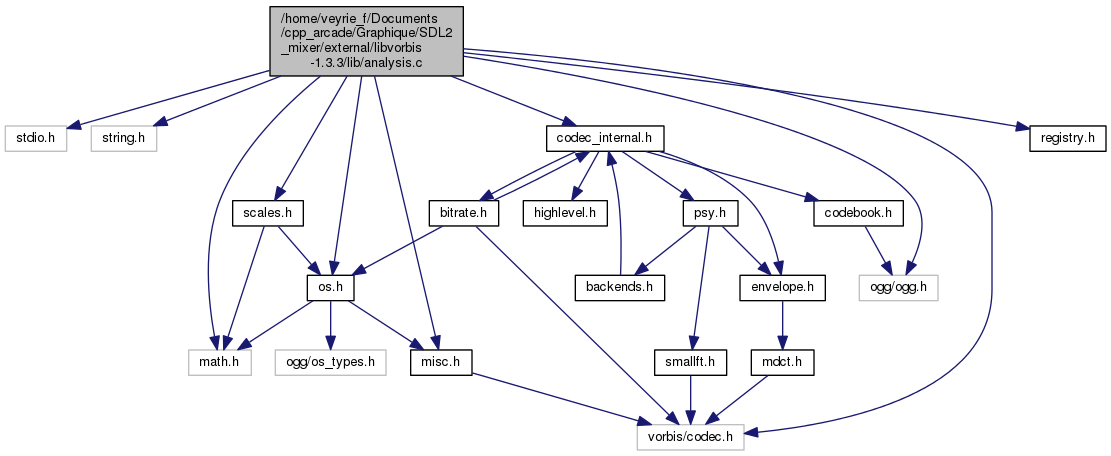 /home/veyrie_f/Documents
/cpp_arcade/Graphique/SDL2
_mixer/external/libvorbis
-1.3.3/lib/analysis.c
stdio.h
string.h
codec_internal.h
registry.h
scales.h
bitrate.h
highlevel.h
psy.h
codebook.h
os.h
backends.h
envelope.h
ogg/ogg.h
math.h
ogg/os_types.h
misc.h
smallft.h
mdct.h
vorbis/codec.h